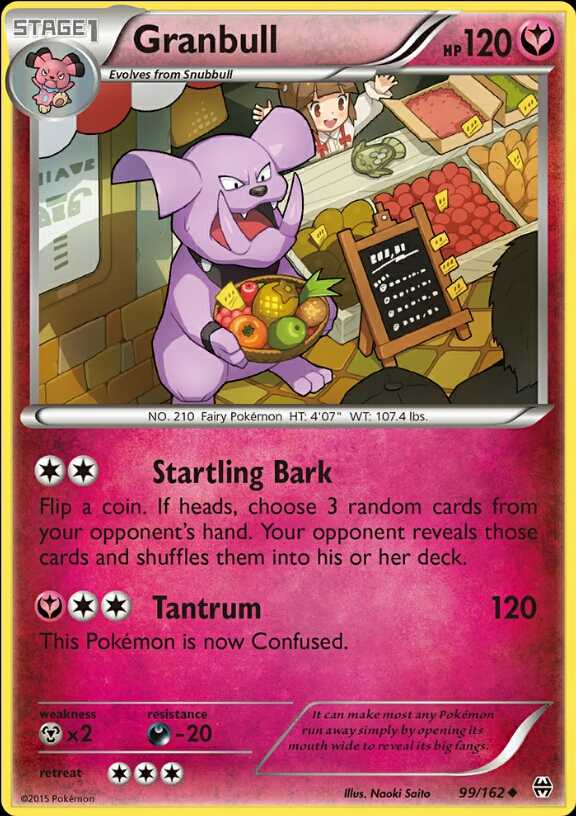 STAGE1
Granbull
HP 120
Evolves from Snubbull
NO. 210 Fairy Pokémon HT: 4'07" WT: 107.4 lbs.
Startling Bark
Flip a coin. If heads, choose 3 random cards from
your opponent's hand. Your opponent reveals those
cards and shuffles them into his or her deck.
Tantrum 120
This Pokémon is now Confused.
weakness resistance
×2 -20
It can make most any Pokémon
run away simply by opening its
mouth wide to reveal its big fangs.
retreat
©2015 Pokémon
Illus. Naoki Saito
99/162